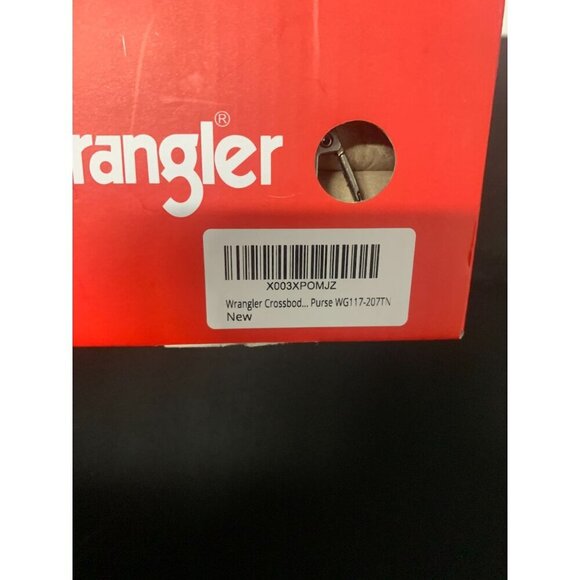 rangler®
X003XPOMJZ
Wrangler Crossbod... Purse WG117-207TN
New